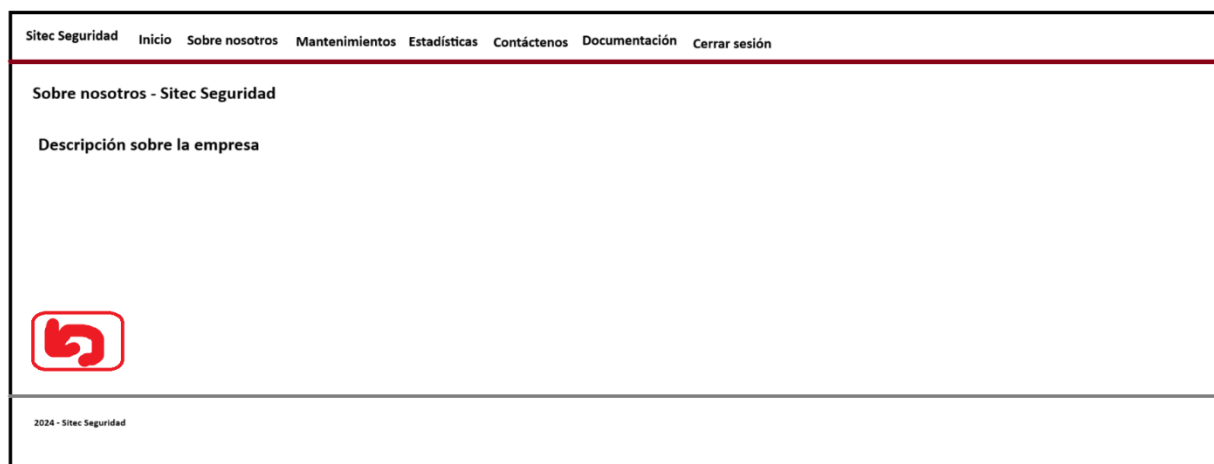 Sitec Seguridad Inicio Sobre nosotros Mantenimientos Estadísticas Contáctenos Documentación Cerrar sesión
Sobre nosotros - Sitec Seguridad
Descripción sobre la empresa
2024 - Sitec Seguridad